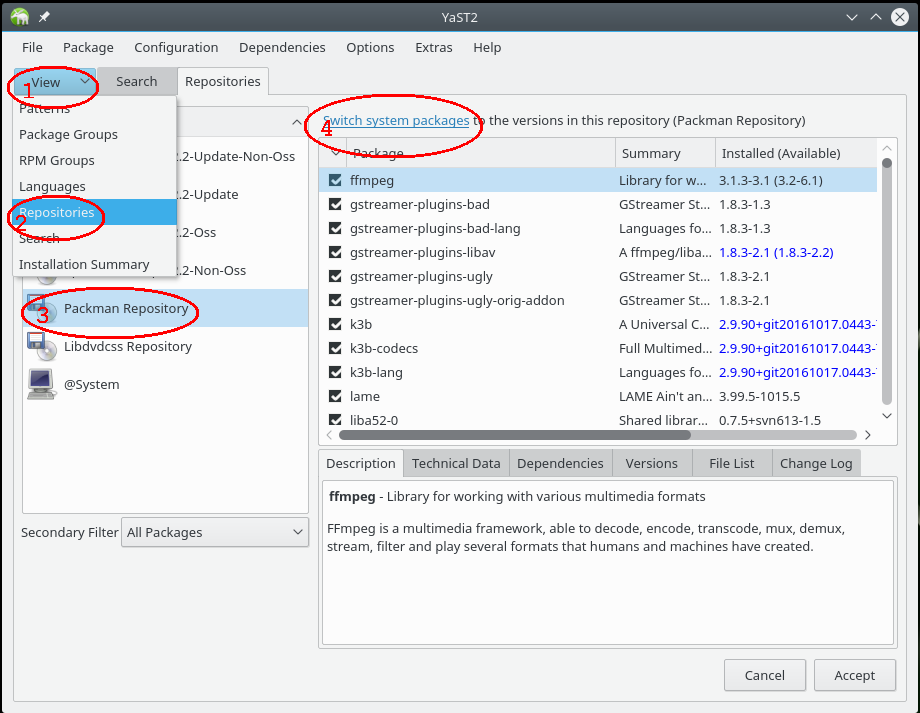 YaST2
File Package Configuration Dependencies Options Extras Help
View Search Repositories
1
Patterns
Package Groups
RPM Groups
Languages
Repositories
2
Search
Installation Summary
.2-Update-Non-Oss
.2-Update
.2-Oss
.2-Non-Oss
Packman Repository
3
Libdvdcss Repository
@System
Secondary Filter All Packages
Switch system packages to the versions in this repository (Packman Repository)
4
Package Summary Installed (Available)
ffmpeg Library for w... 3.1.3-3.1 (3.2-6.1)
gstreamer-plugins-bad GStreamer St... 1.8.3-1.3
gstreamer-plugins-bad-lang Languages fo... 1.8.3-1.3
gstreamer-plugins-libav A ffmpeg/liba... 1.8.3-2.1 (1.8.3-2.2)
gstreamer-plugins-ugly GStreamer St... 1.8.3-2.1
gstreamer-plugins-ugly-orig-addon GStreamer St... 1.8.3-2.1
k3b A Universal C... 2.9.90+git20161017.0443-
k3b-codecs Full Multimed... 2.9.90+git20161017.0443-
k3b-lang Languages fo... 2.9.90+git20161017.0443-
lame LAME Ain't an... 3.99.5-1015.5
liba52-0 Shared librar... 0.7.5+svn613-1.5
Description Technical Data Dependencies Versions File List Change Log
ffmpeg - Library for working with various multimedia formats
FFmpeg is a multimedia framework, able to decode, encode, transcode, mux, demux,
stream, filter and play several formats that humans and machines have created.
Cancel Accept